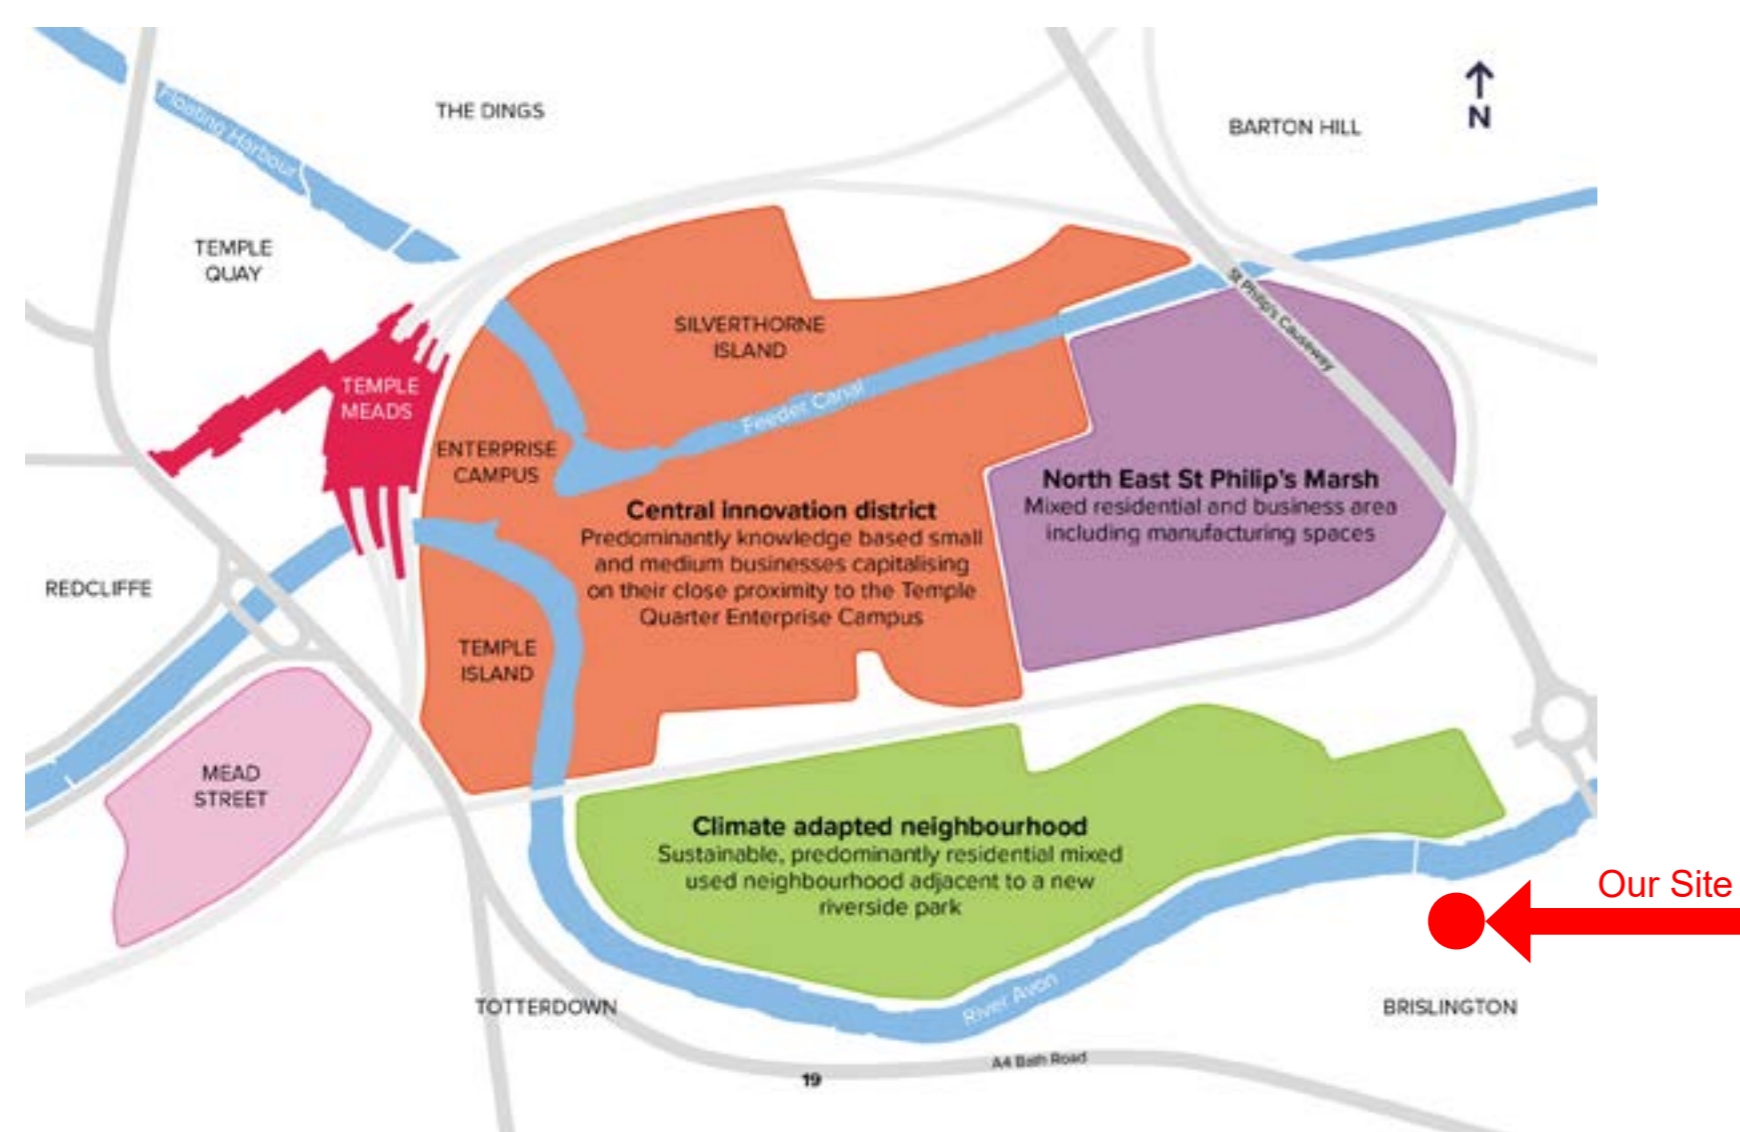 THE DINGS
BARTON HILL
N
Floating Harbour
TEMPLE
QUAY
St Philip's Causeway
SILVERTHORNE
ISLAND
TEMPLE
MEADS
Feeder Canal
ENTERPRISE
CAMPUS
North East St Philip's Marsh
Mixed residential and business area
including manufacturing spaces
Central innovation district
Predominantly knowledge based small
and medium businesses capitalising
on their close proximity to the Temple
Quarter Enterprise Campus
REDCLIFFE
TEMPLE
ISLAND
MEAD
STREET
Climate adapted neighbourhood
Sustainable, predominantly residential mixed
used neighbourhood adjacent to a new
riverside park
Our Site
River Avon
TOTTERDOWN
BRISLINGTON
A4 Bath Road
19